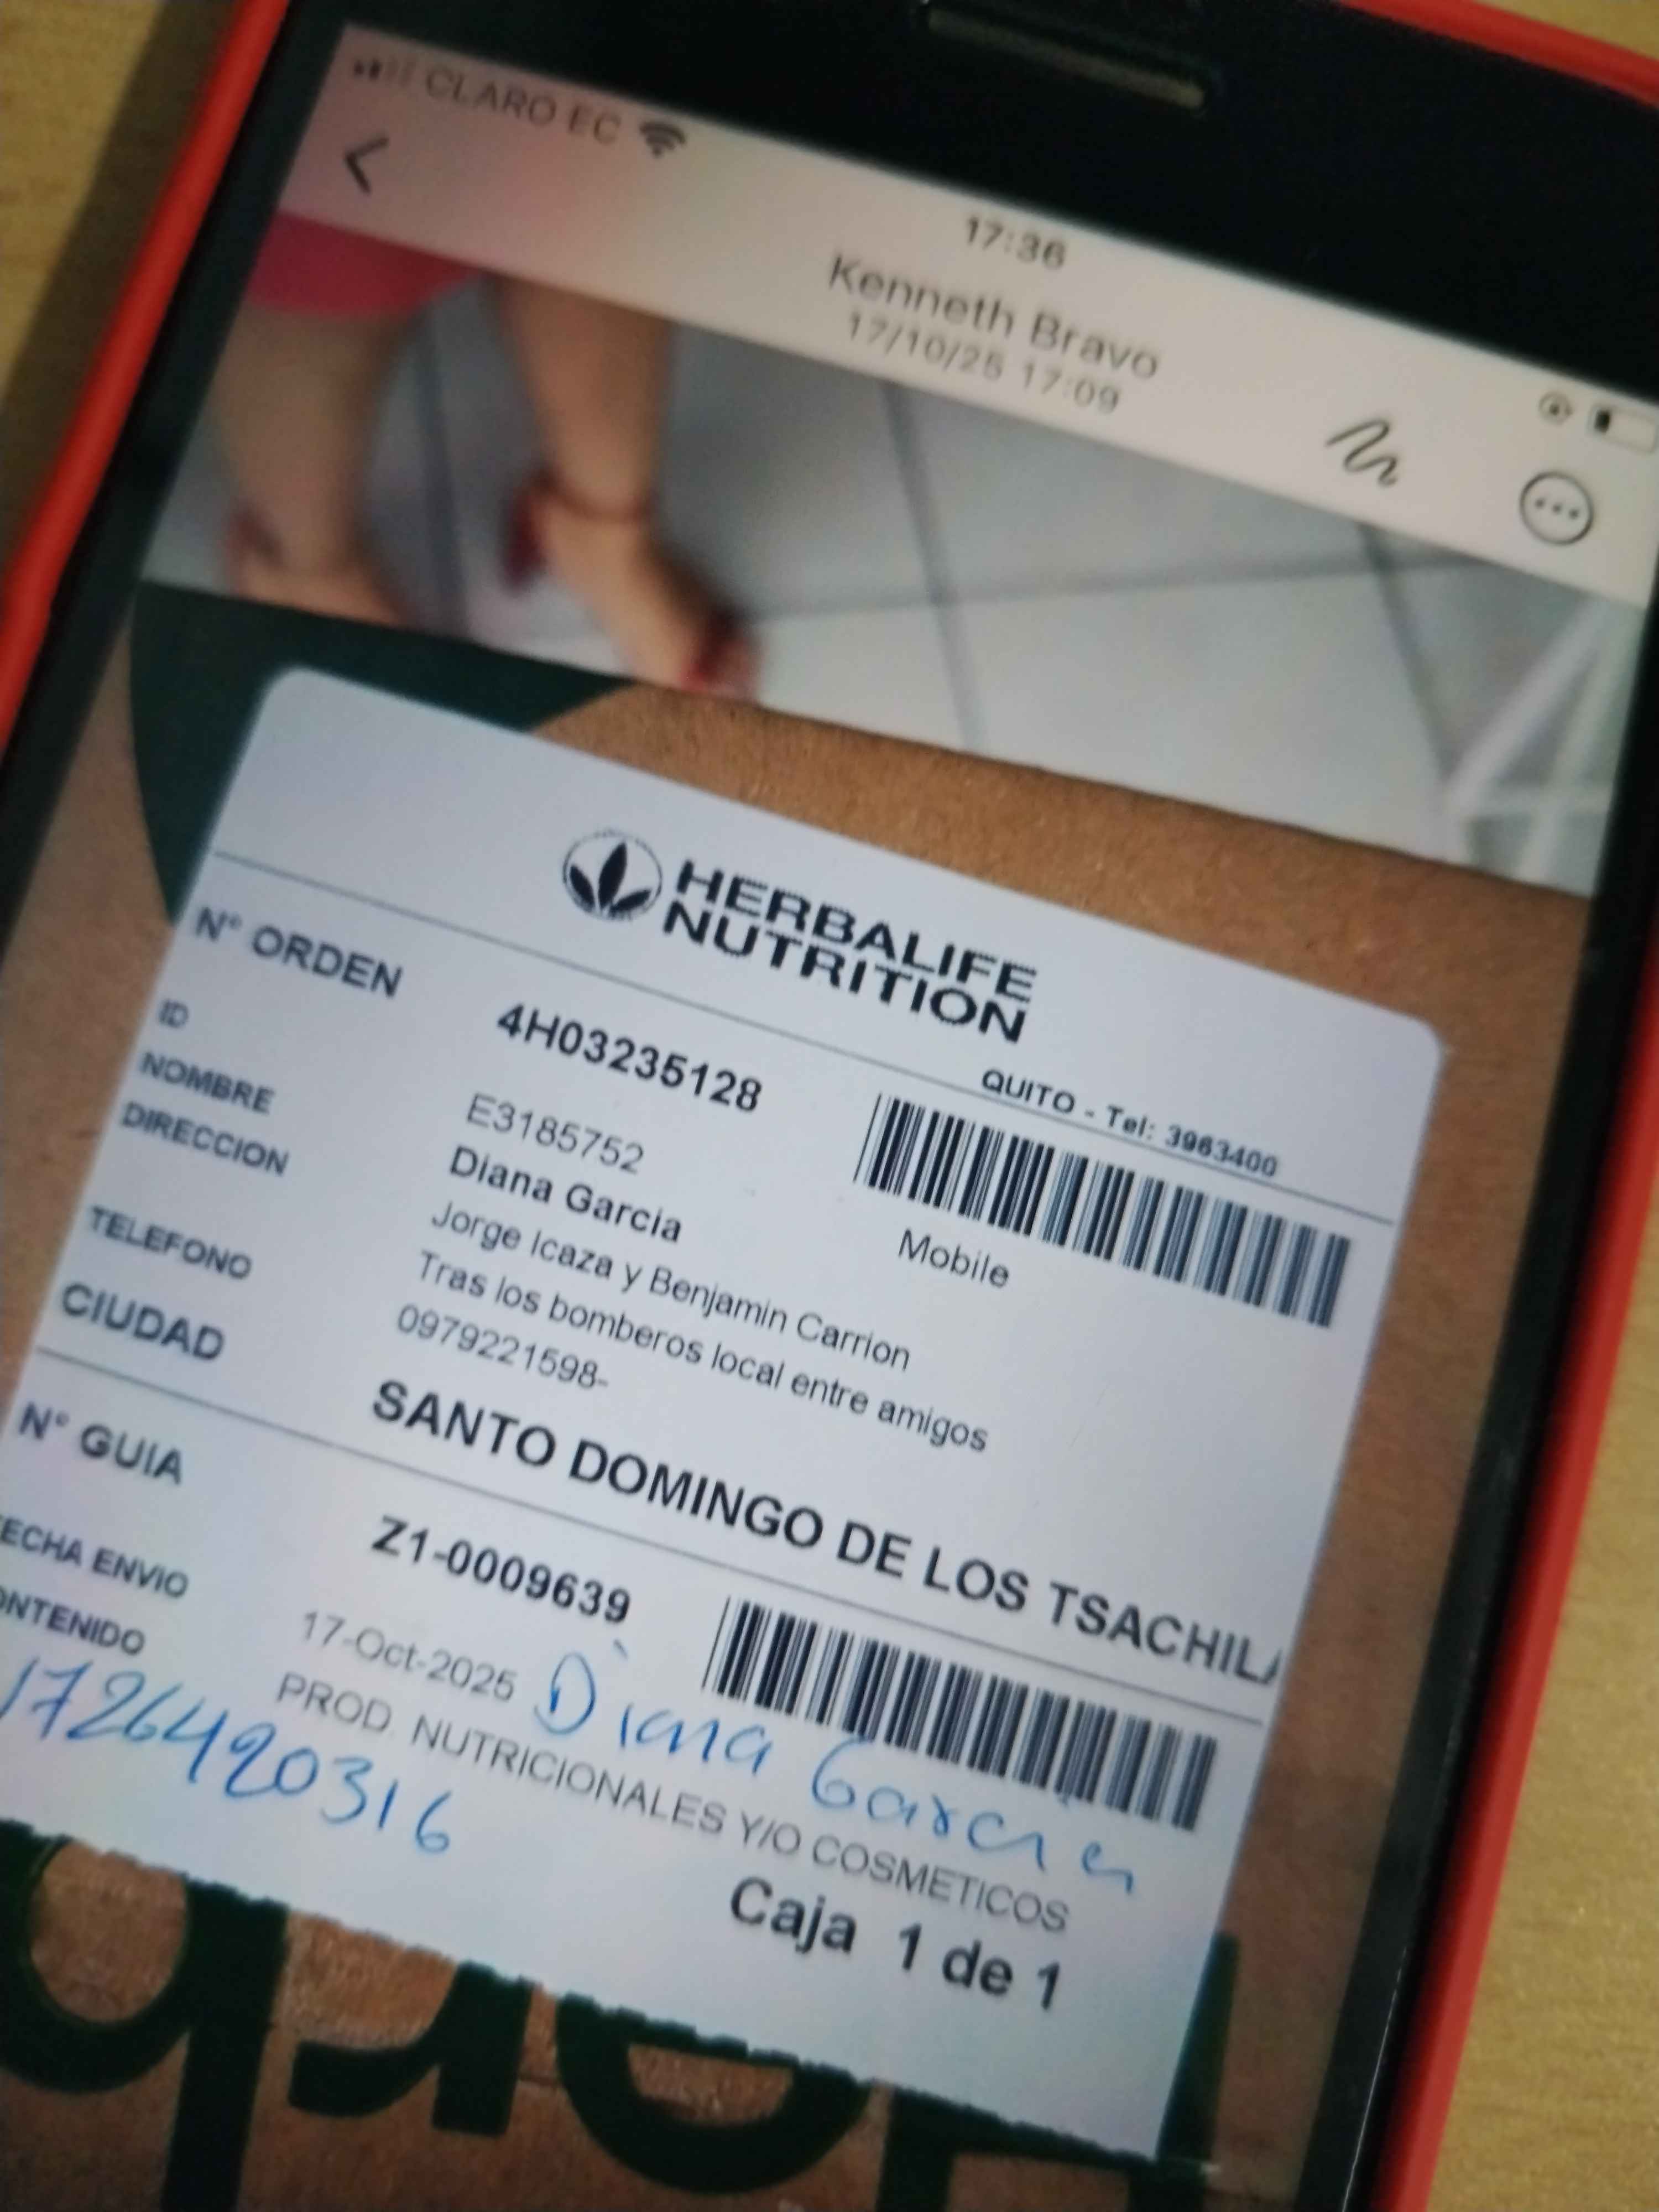 CLARO EC
17:36
Kenneth Bravo
17/10/25 17:09
HERBALIFE
NUTRITION
QUITO - Tel: 3963400
N° ORDEN 4H03235128
ID E3185752
Mobile
NOMBRE Diana Garcia
DIRECCION Jorge Icaza y Benjamin Carrion
Tras los bomberos local entre amigos
TELEFONO 0979221598-
CIUDAD SANTO DOMINGO DE LOS TSACHIL
N° GUIA Z1-0009639
ECHA ENVIO 17-Oct-2025
ONTENIDO PROD. NUTRICIONALES Y/O COSMETICOS
Diana Garcia
1726420316
Caja 1 de 1
Herb